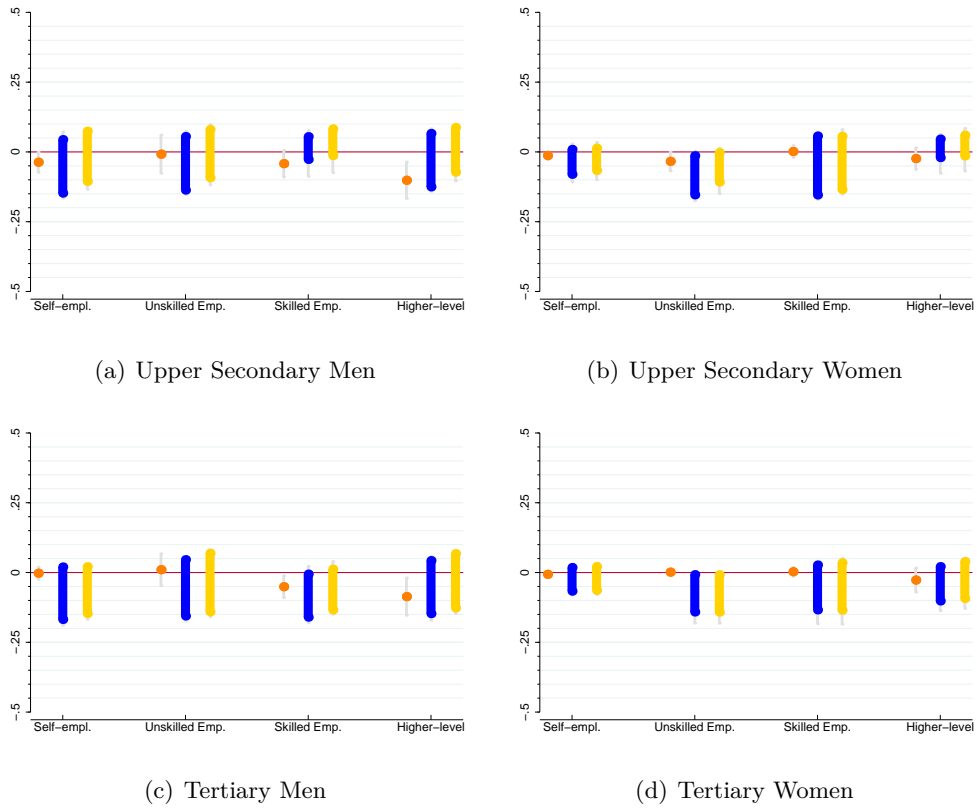 .5
.25
0
-.25
-.5
Self-empl. Unskilled Emp. Skilled Emp. Higher-level
(a) Upper Secondary Men
.5
.25
0
-.25
-.5
Self-empl. Unskilled Emp. Skilled Emp. Higher-level
(b) Upper Secondary Women
.5
.25
0
-.25
-.5
Self-empl. Unskilled Emp. Skilled Emp. Higher-level
(c) Tertiary Men
.5
.25
0
-.25
-.5
Self-empl. Unskilled Emp. Skilled Emp. Higher-level
(d) Tertiary Women